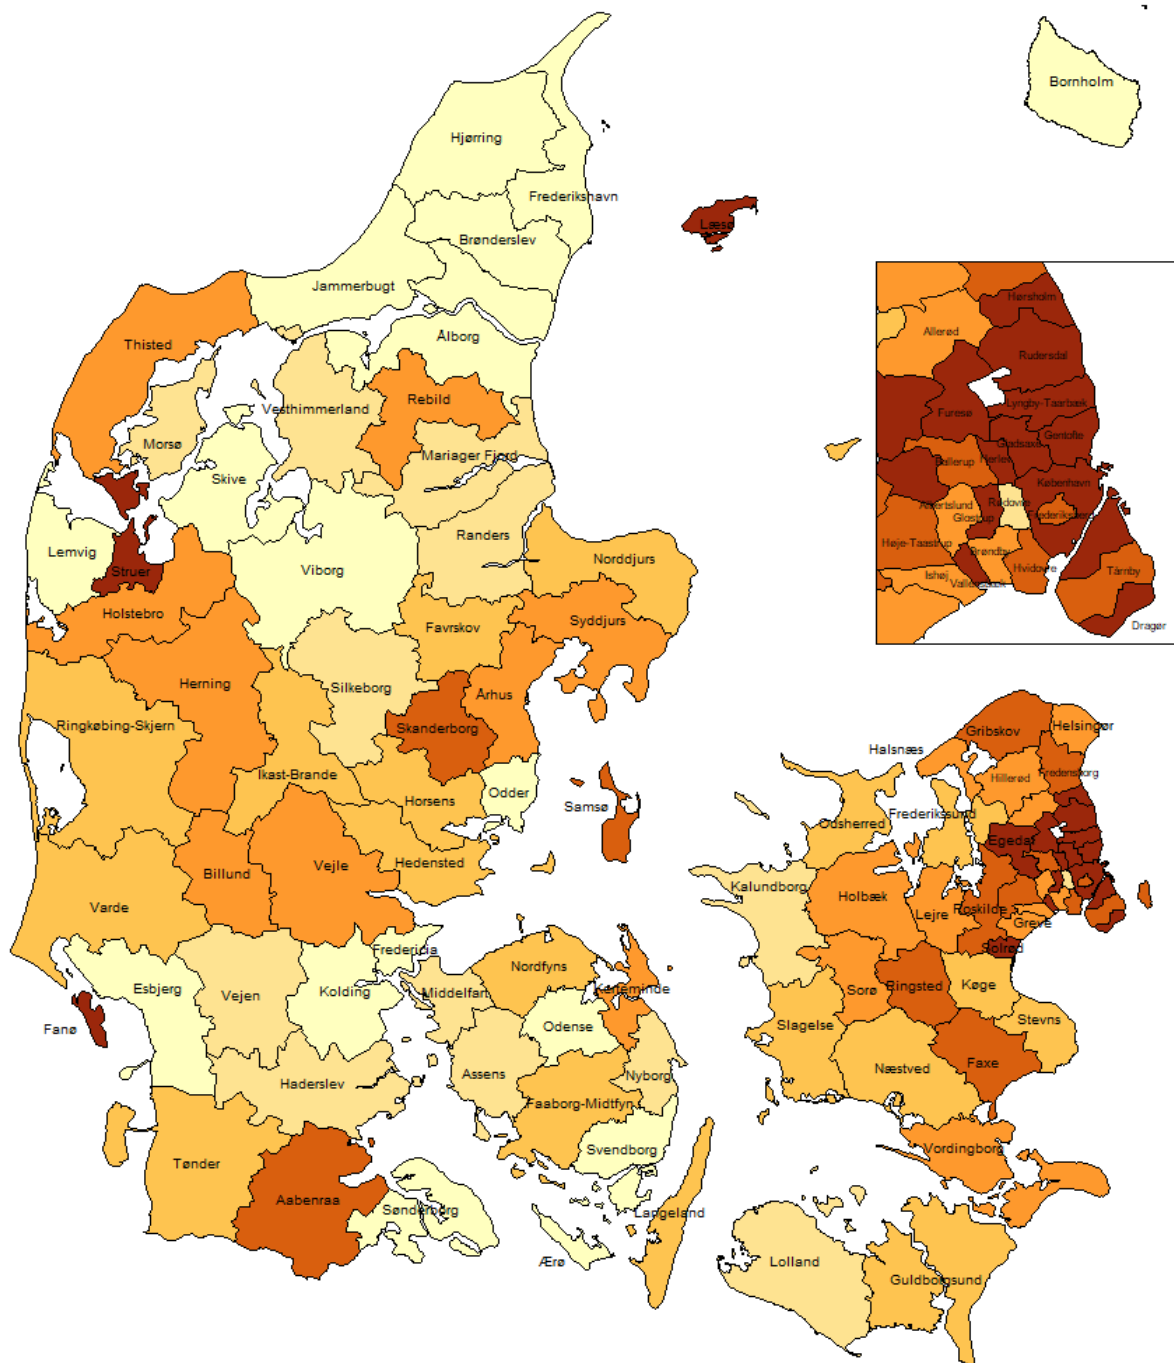 Bornholm
Hjørring
Frederikshavn
Læsø
Brønderslev
Jammerbugt
Ålborg
Thisted
Rebild
Vesthimmerland
Morsø
Mariager Fjord
Skive
Randers
Lemvig
Struer
Viborg
Norddjurs
Holstebro
Favrskov
Syddjurs
Herning
Silkeborg
Århus
Ringkøbing-Skjern
Skanderborg
Ikast-Brande
Horsens
Odder
Samsø
Hedensted
Billund
Vejle
Varde
Fredericia
Esbjerg
Vejen
Kolding
Middelfart
Nordfyns
Kerteminde
Fanø
Odense
Haderslev
Assens
Nyborg
Faaborg-Midtfyn
Svendborg
Tønder
Aabenraa
Sønderborg
Langeland
Ærø
Hørsholm
Allerød
Rudersdal
Lyngby-Taarbæk
Furesø
Gentofte
Gladsaxe
Ballerup
Herlev
København
Albertslund
Rødovre
Glostrup
Frederiksberg
Høje-Taastrup
Brøndby
Hvidovre
Ishøj
Vallensbæk
Tårnby
Dragør
Gribskov
Helsingør
Halsnæs
Hillerød
Fredensborg
Odsherred
Frederikssund
Egedal
Kalundborg
Holbæk
Lejre
Roskilde
Greve
Solrød
Sorø
Ringsted
Køge
Slagelse
Stevns
Næstved
Faxe
Vordingborg
Lolland
Guldborgsund